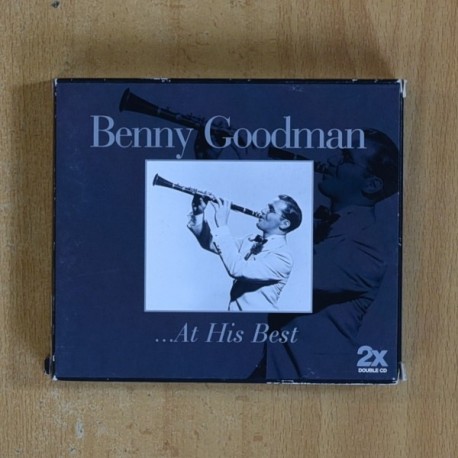 Benny Goodman
...At His Best
2X
DOUBLE CD